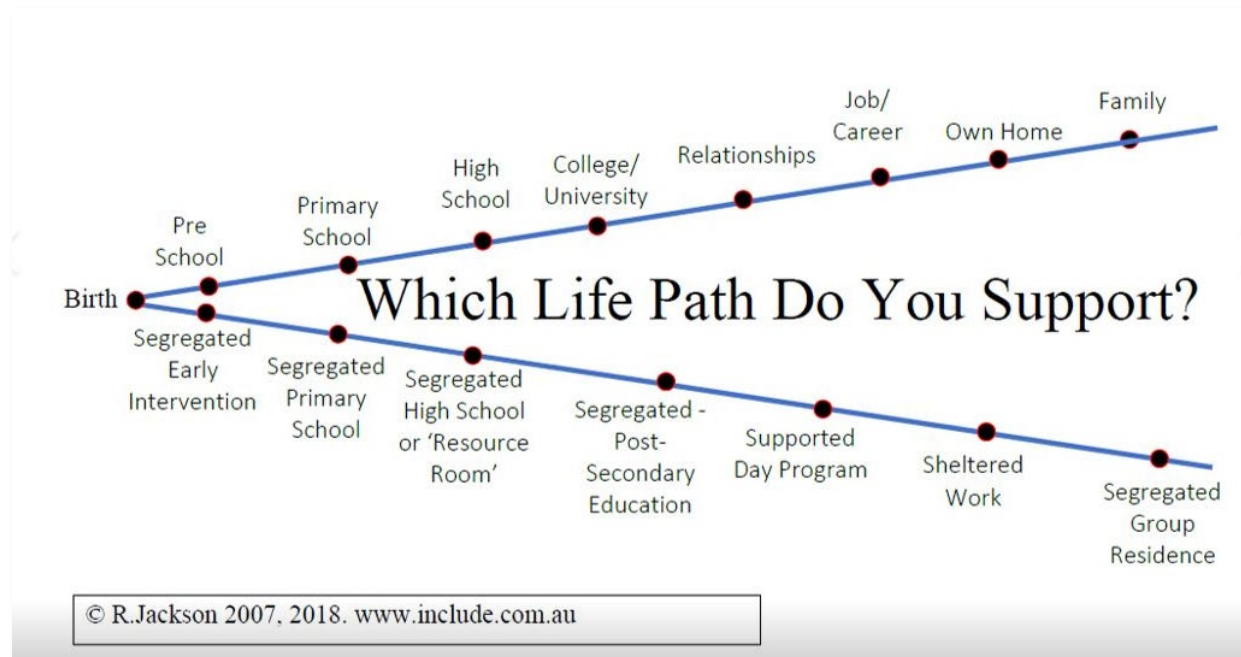 Job/
Career
Family
Own Home
Relationships
College/
University
High
School
Primary
School
Pre
School
Birth
Which Life Path Do You Support?
Segregated
Early
Intervention
Segregated
Primary
School
Segregated
High School
or ‘Resource
Room’
Segregated -
Post-
Secondary
Education
Supported
Day Program
Sheltered
Work
Segregated
Group
Residence
© R.Jackson 2007, 2018. www.include.com.au